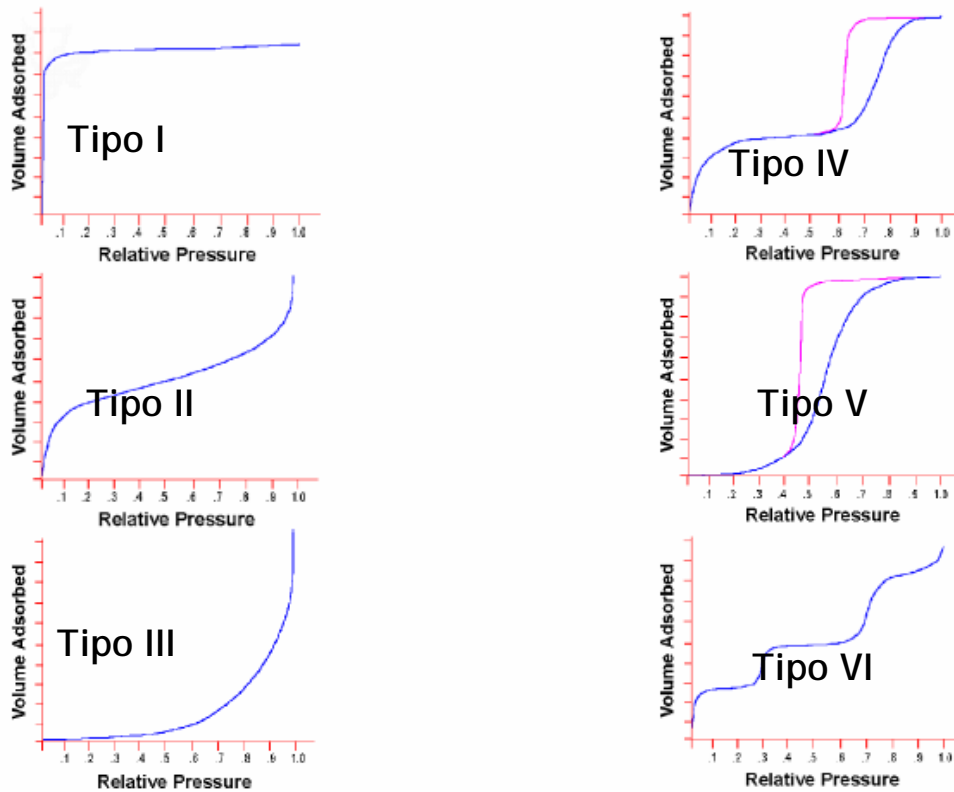 Volume Adsorbed
Tipo I
.1 .2 .3 .4 .5 .6 .7 .8 .9 1.0
Relative Pressure
Volume Adsorbed
Tipo II
.1 .2 .3 .4 .5 .6 .7 .8 .9 1.0
Relative Pressure
Volume Adsorbed
Tipo III
.1 .2 .3 .4 .5 .6 .7 .8 .9 1.0
Relative Pressure
Volume Adsorbed
Tipo IV
.1 .2 .3 .4 .5 .6 .7 .8 .9 1.0
Relative Pressure
Volume Adsorbed
Tipo V
.1 .2 .3 .4 .5 .6 .7 .8 .9 1.0
Relative Pressure
Volume Adsorbed
Tipo VI
.1 .2 .3 .4 .5 .6 .7 .8 .9 1.0
Relative Pressure